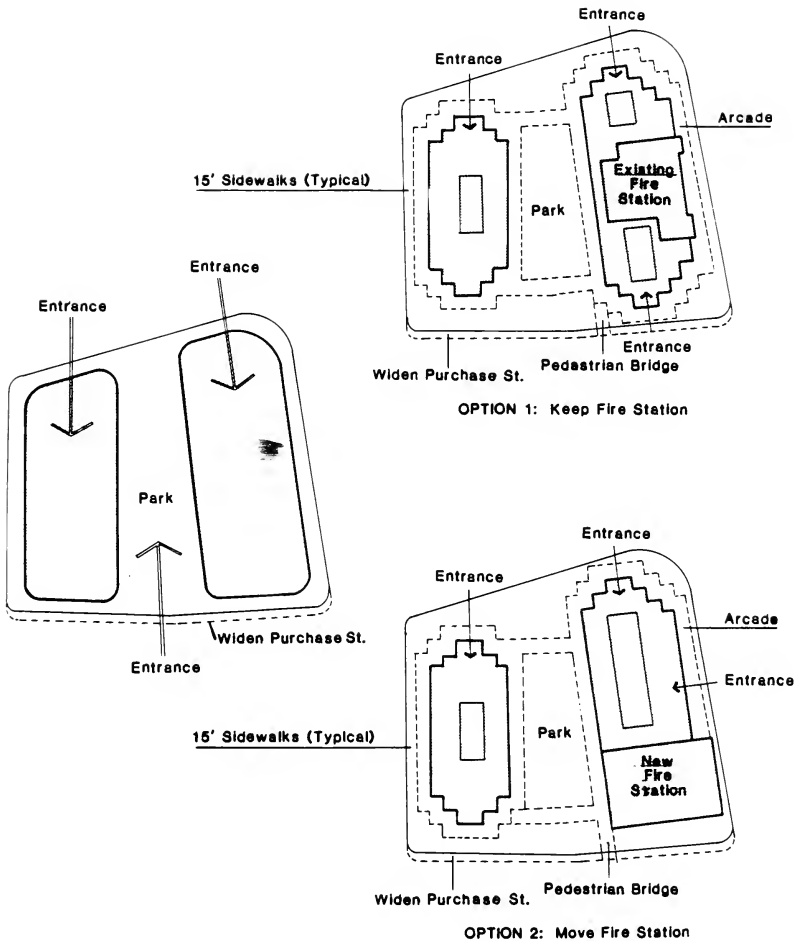 Entrance
Entrance
Arcade
15' Sidewalks (Typical)
Existing
Fire
Station
Park
Entrance
Widen Purchase St.
Pedastrian Bridge
OPTION 1: Keep Fire Station
Entrance
Entrance
Park
Widen Purchase St.
Entrance
Entrance
Entrance
Arcade
Entrance
15' Sidewalks (Typical)
Park
New
Fire
Station
Widen Purchase St.
Pedestrian Bridge
OPTION 2: Move Fire Station